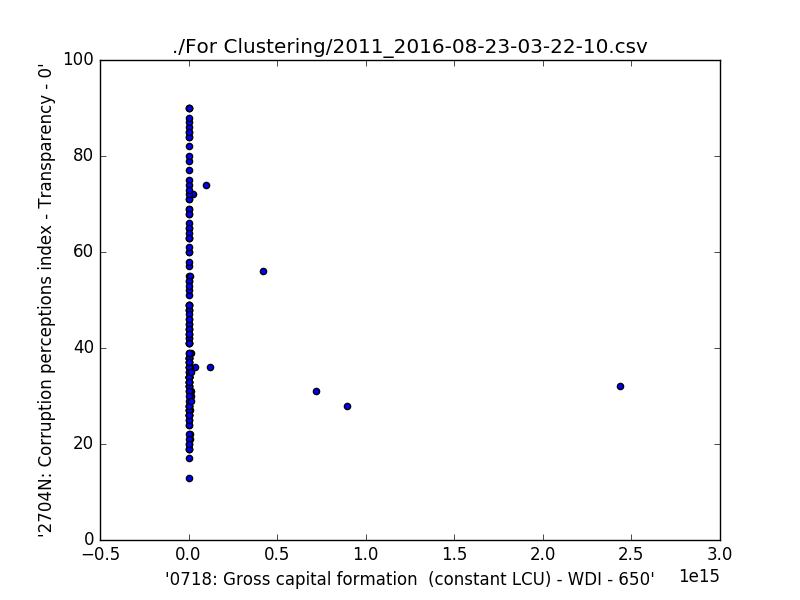 ./For Clustering/2011_2016-08-23-03-22-10.csv
100
80
60
40
20
0
'2704N: Corruption perceptions index - Transparency - 0'
−0.5 0.0 0.5 1.0 1.5 2.0 2.5 3.0
1e15
'0718: Gross capital formation  (constant LCU) - WDI - 650'